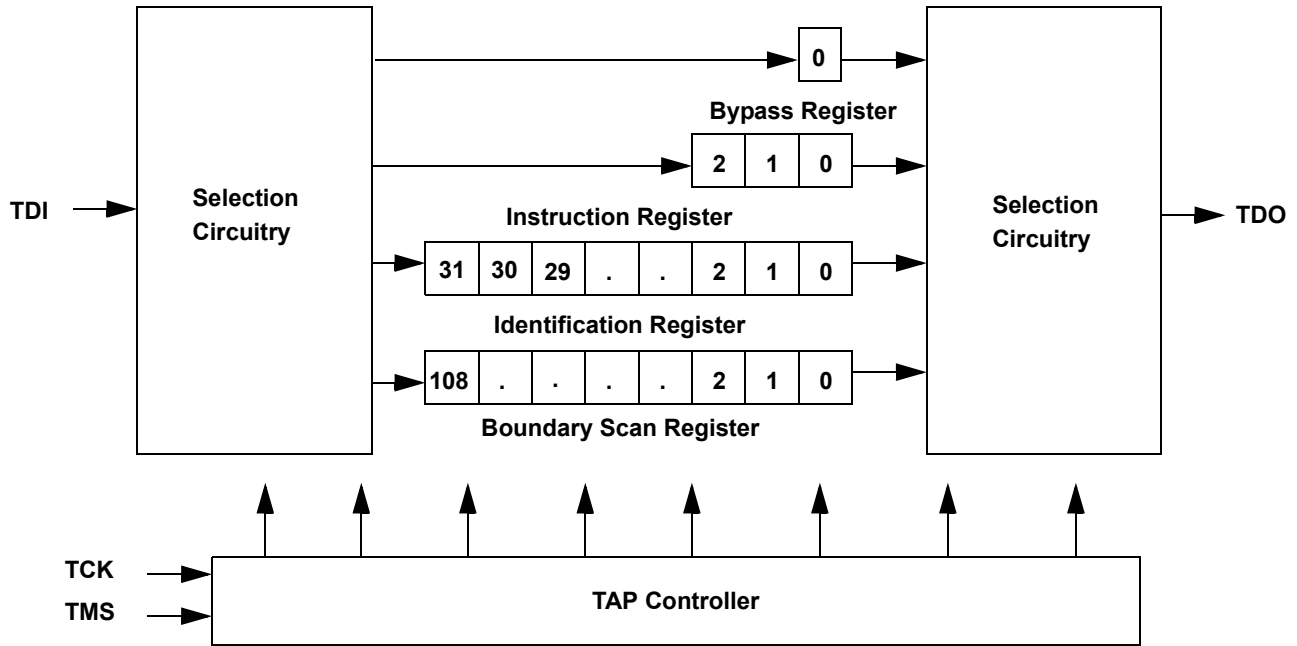 0
Bypass Register
2 1 0
TDI
Selection
Circuitry
Instruction Register
31 30 29 . . 2 1 0
Identification Register
108 . . . . 2 1 0
Boundary Scan Register
Selection
Circuitry
TDO
TCK
TMS
TAP Controller